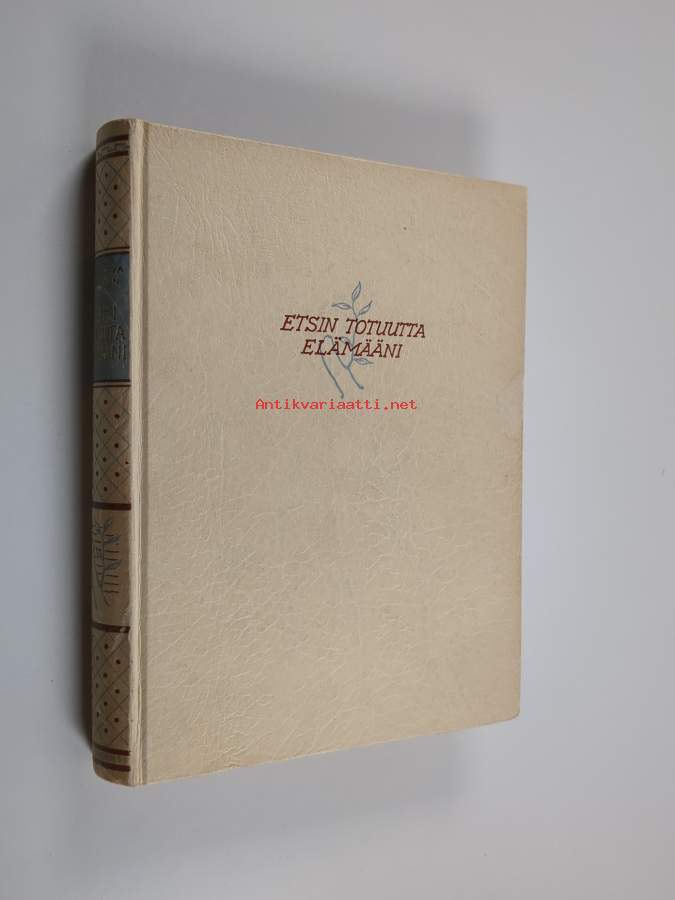 ETSIN TOTUUTTA
ELÄMÄÄNI
Antikvariaatti.net